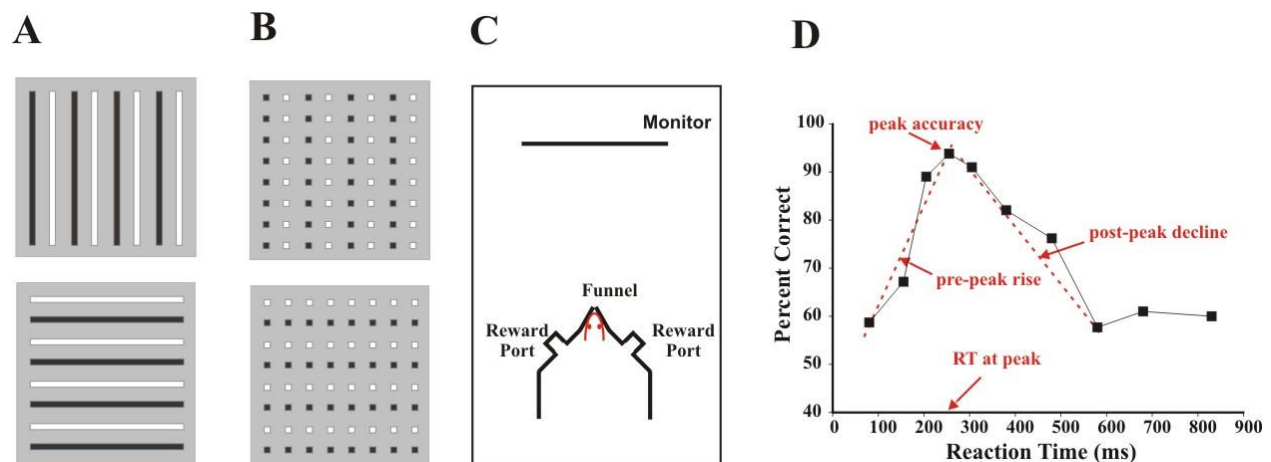 A
B
C
D
Monitor
Funnel
Reward
Port
Reward
Port
peak accuracy
post-peak decline
pre-peak rise
RT at peak
Percent Correct
100
90
80
70
60
50
40
0
100
200
300
400
500
600
700
800
900
Reaction Time (ms)